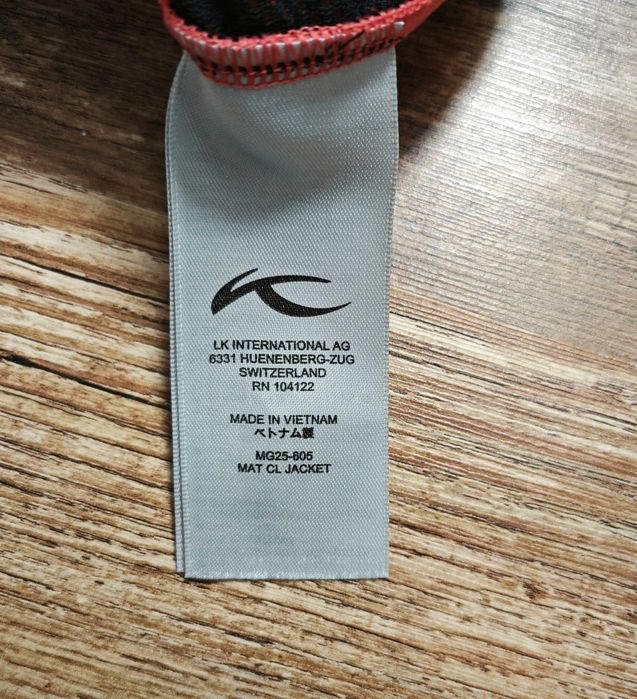 LK INTERNATIONAL AG
6331 HUENENBERG-ZUG
SWITZERLAND
RN 104122
MADE IN VIETNAM
ベトナム製
MG25-605
MAT CL JACKET